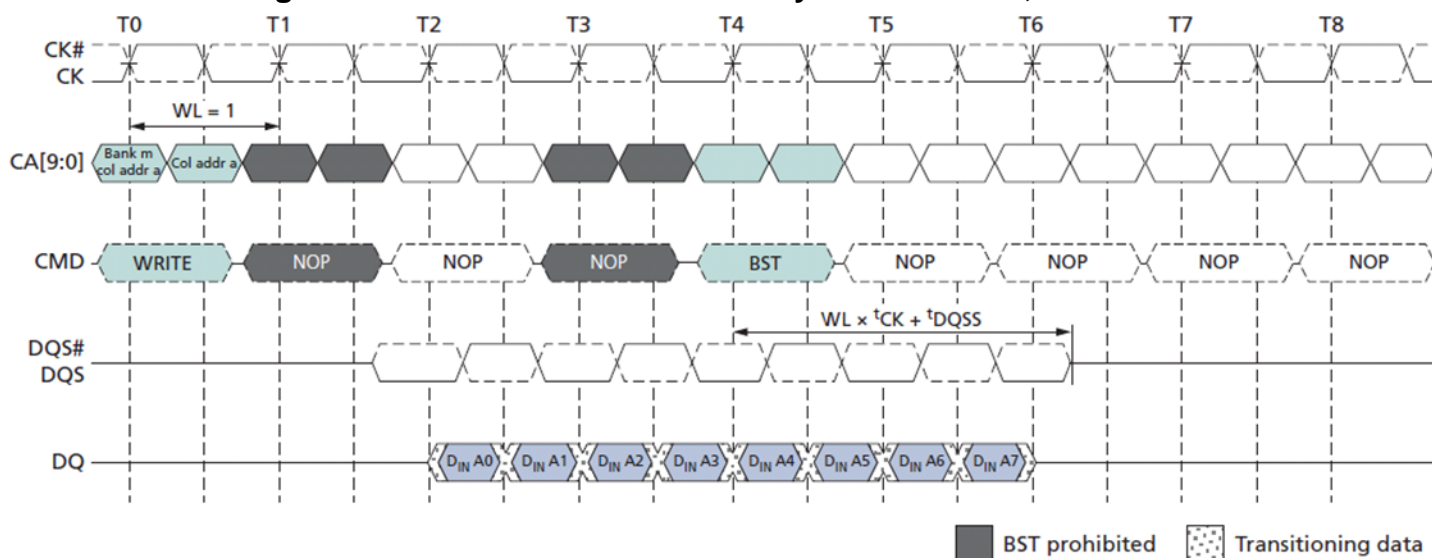 T0 T1 T2 T3 T4 T5 T6 T7 T8
CK#
CK
WL = 1
CA[9:0] Bank m col addr a Col addr a
CMD WRITE NOP NOP NOP BST NOP NOP NOP NOP
WL × tCK + tDQSS
DQS#
DQS
DQ DIN A0 DIN A1 DIN A2 DIN A3 DIN A4 DIN A5 DIN A6 DIN A7
BST prohibited Transitioning data